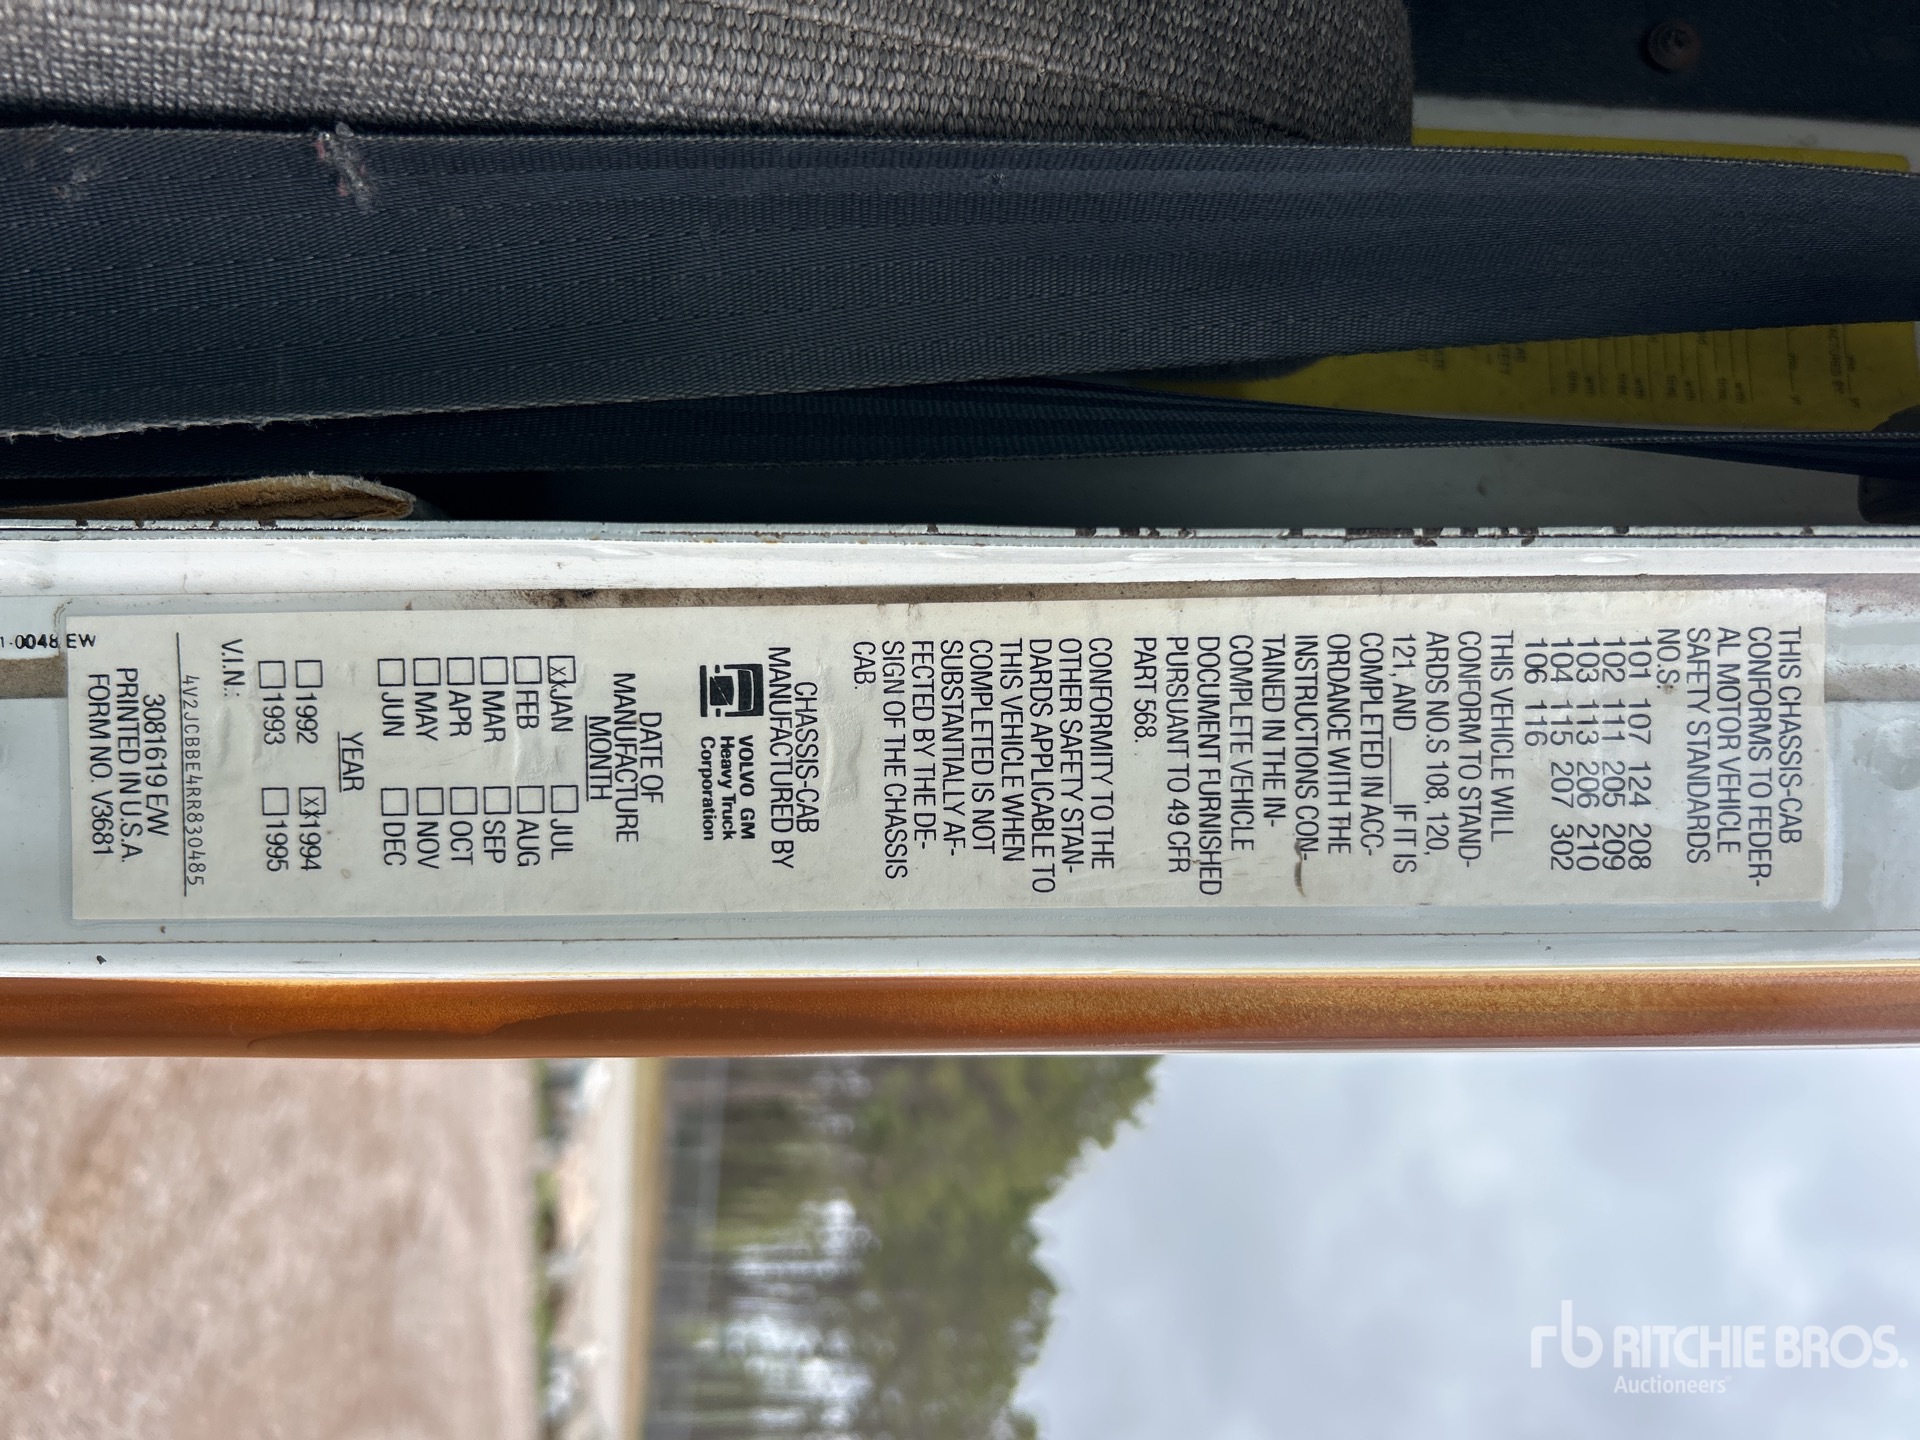 THIS CHASSIS-CAB
CONFORMS TO FEDER-
AL MOTOR VEHICLE
SAFETY STANDARDS
NO.S:
101 107 124 208
102 111 205 209
103 113 206 210
104 115 207 302
106 116
THIS VEHICLE WILL
CONFORM TO STAND-
ARDS NO.S 108, 120,
121, AND ____ IF IT IS
COMPLETED IN ACC-
ORDANCE WITH THE
INSTRUCTIONS CON-
TAINED IN THE IN-
COMPLETE VEHICLE
DOCUMENT FURNISHED
PURSUANT TO 49 CFR
PART 568.
CONFORMITY TO THE
OTHER SAFETY STAN-
DARDS APPLICABLE TO
THIS VEHICLE WHEN
COMPLETED IS NOT
SUBSTANTIALLY AF-
FECTED BY THE DE-
SIGN OF THE CHASSIS
CAB.
CHASSIS-CAB
MANUFACTURED BY
VOLVO GM
Heavy Truck
Corporation
DATE OF
MANUFACTURE
MONTH
XX JAN JUL
FEB AUG
MAR SEP
APR OCT
MAY NOV
JUN DEC
YEAR
1992 XX 1994
1993 1995
V.I.N.:
4V2JCBBE4RR830485
3081619 E/W
PRINTED IN U.S.A.
FORM NO. V3681
1-0048 EW
rb RITCHIE BROS.
Auctioneers